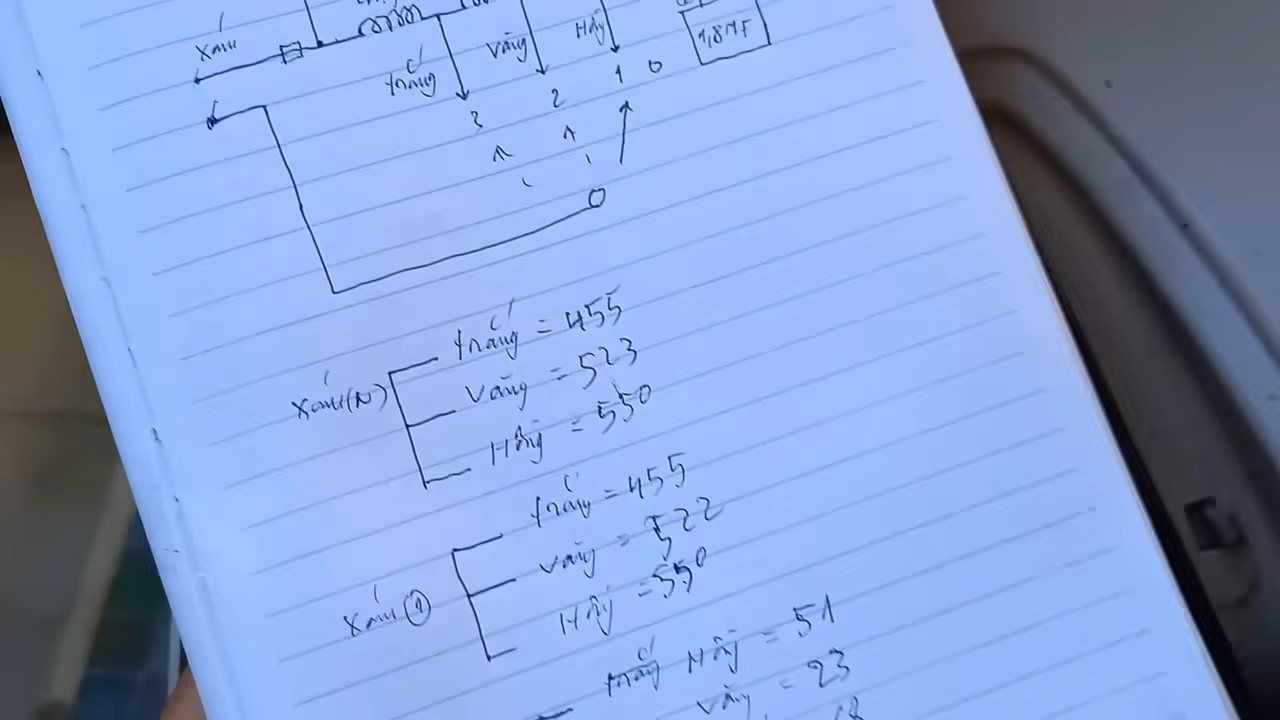 xám
trắng
vàng
Hồng
1,8MF
3
2
1
0
trắng = 455
xám(N)
vàng = 523
Hồng = 550
trắng = 455
vàng = 522
xám ①
Hồng = 550
trắng Hồng = 51
vàng = 23